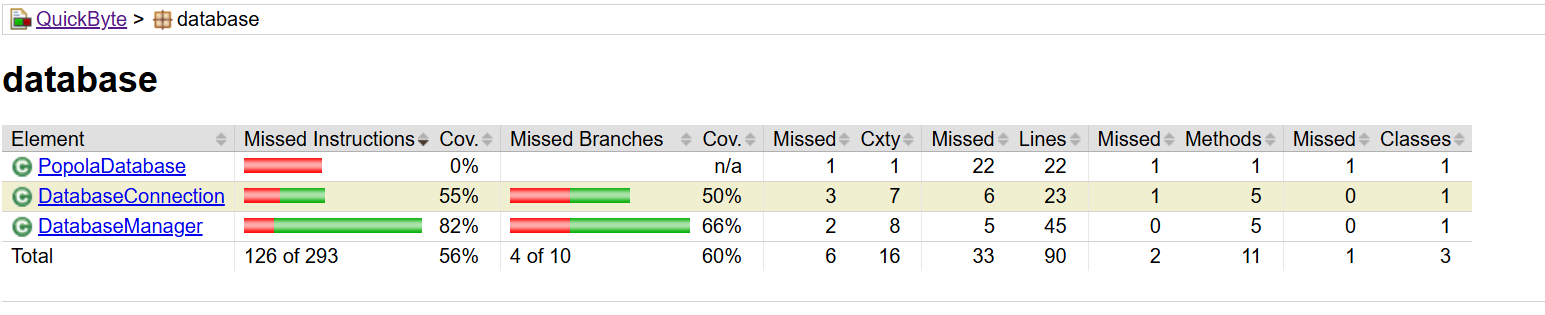 QuickByte > database
database
Element Missed Instructions Cov. Missed Branches Cov. Missed Cxty Missed Lines Missed Methods Missed Classes
PopolaDatabase 0% n/a 1 1 22 22 1 1 1 1
DatabaseConnection 55% 50% 3 7 6 23 1 5 0 1
DatabaseManager 82% 66% 2 8 5 45 0 5 0 1
Total 126 of 293 56% 4 of 10 60% 6 16 33 90 2 11 1 3